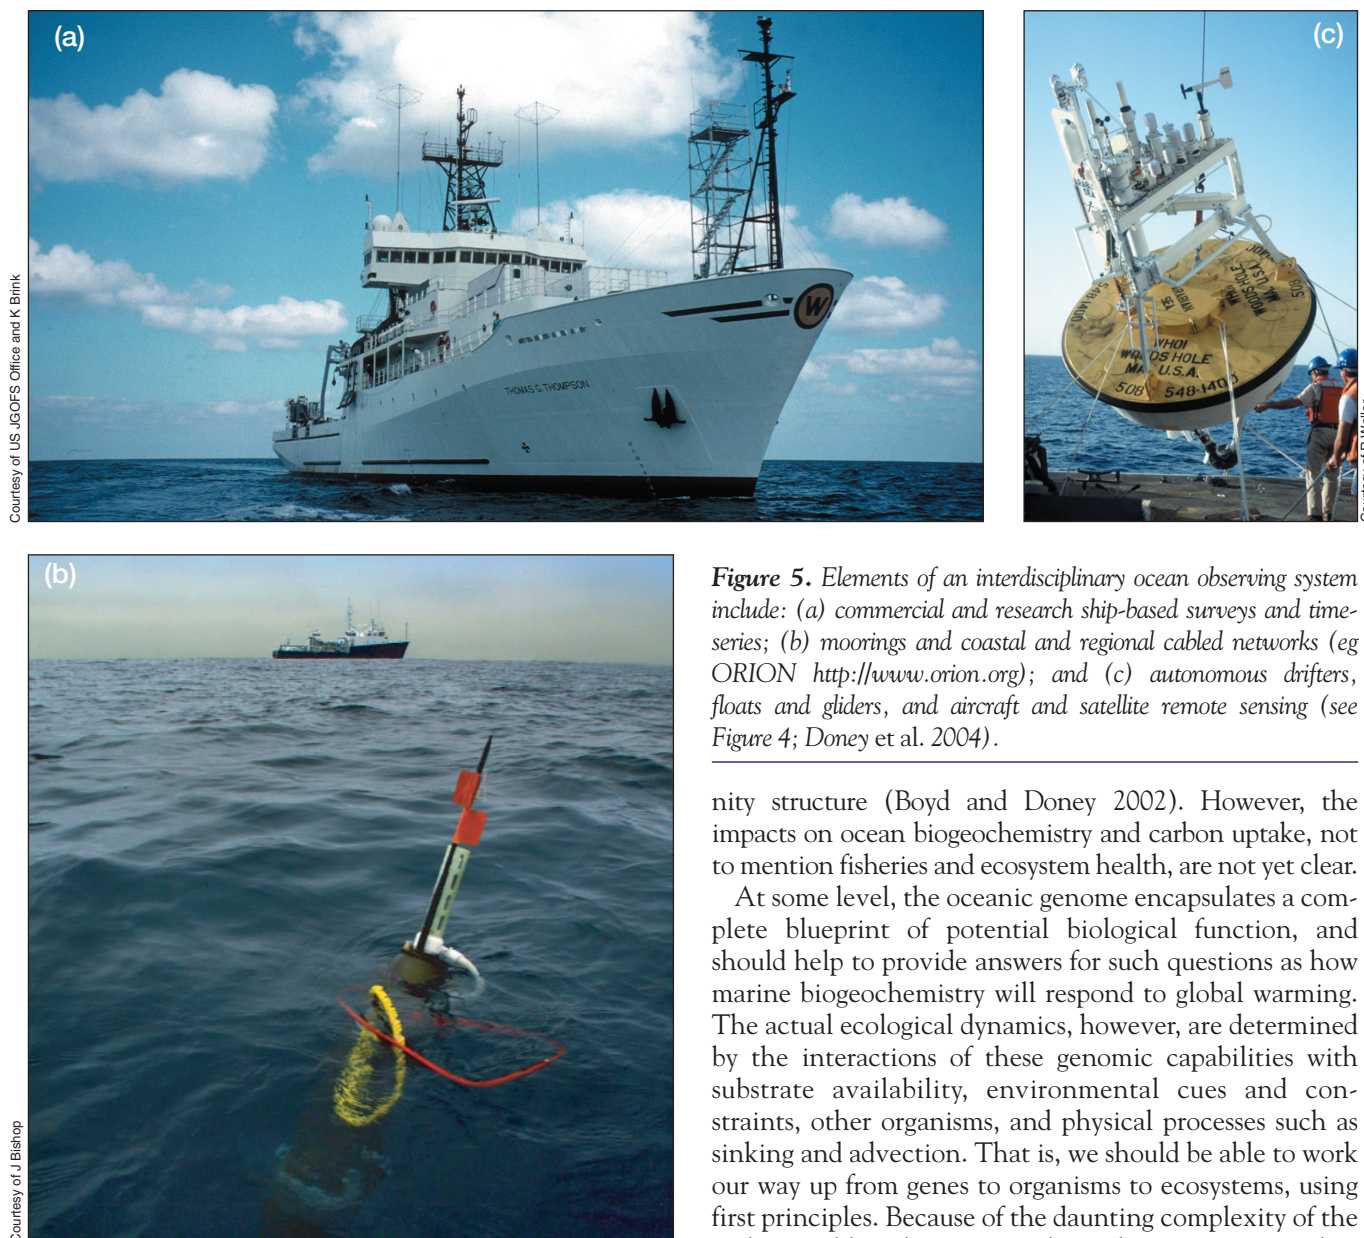 (a)
THOMAS G THOMPSON
W
Courtesy of US JGOFS Office and K Brink
(c)
WHOI
WOODS HOLE
MA, U.S.A.
508 548-1400
WOODS HOLE
MA U.S.A.
508
(b)
Courtesy of J Bishop
Figure 5. Elements of an interdisciplinary ocean observing system
include: (a) commercial and research ship-based surveys and time-
series; (b) moorings and coastal and regional cabled networks (eg
ORION http://www.orion.org); and (c) autonomous drifters,
floats and gliders, and aircraft and satellite remote sensing (see
Figure 4; Doney et al. 2004).
nity structure (Boyd and Doney 2002). However, the
impacts on ocean biogeochemistry and carbon uptake, not
to mention fisheries and ecosystem health, are not yet clear.
At some level, the oceanic genome encapsulates a com-
plete blueprint of potential biological function, and
should help to provide answers for such questions as how
marine biogeochemistry will respond to global warming.
The actual ecological dynamics, however, are determined
by the interactions of these genomic capabilities with
substrate availability, environmental cues and con-
straints, other organisms, and physical processes such as
sinking and advection. That is, we should be able to work
our way up from genes to organisms to ecosystems, using
first principles. Because of the daunting complexity of the